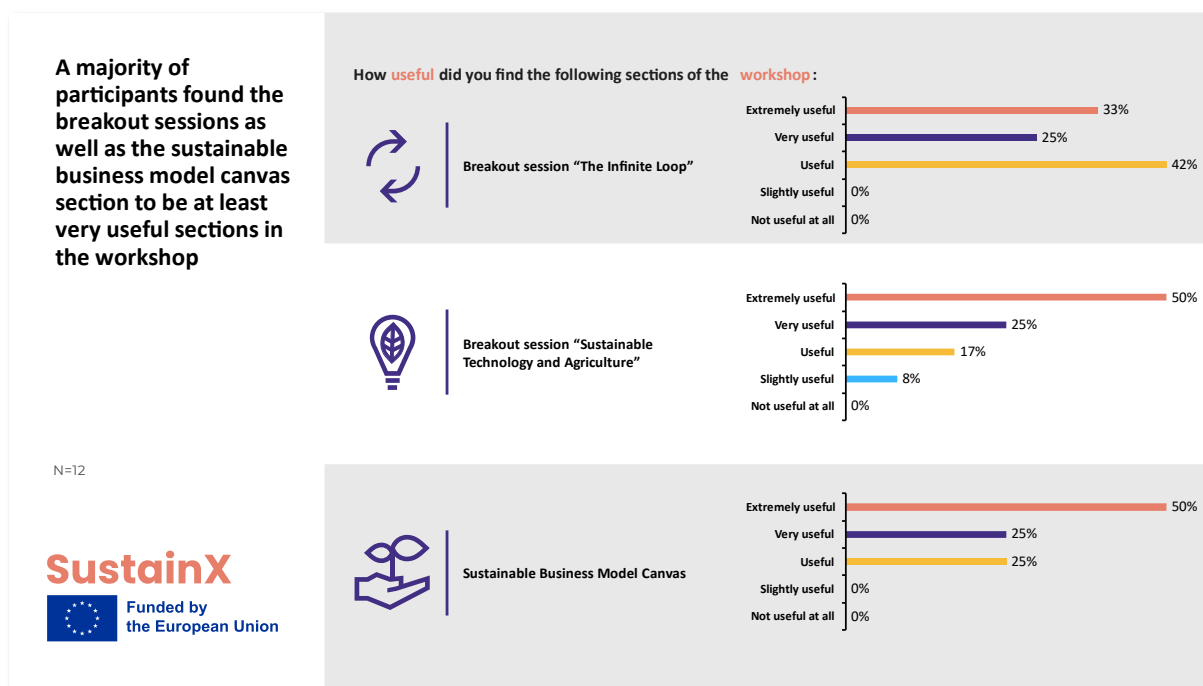 A majority of
participants found the
breakout sessions as
well as the sustainable
business model canvas
section to be at least
very useful sections in
the workshop
N=12
SustainX
Funded by
the European Union
How useful did you find the following sections of the workshop:
Breakout session “The Infinite Loop”
Extremely useful 33%
Very useful 25%
Useful 42%
Slightly useful 0%
Not useful at all 0%
Breakout session “Sustainable
Technology and Agriculture”
Extremely useful 50%
Very useful 25%
Useful 17%
Slightly useful 8%
Not useful at all 0%
Sustainable Business Model Canvas
Extremely useful 50%
Very useful 25%
Useful 25%
Slightly useful 0%
Not useful at all 0%